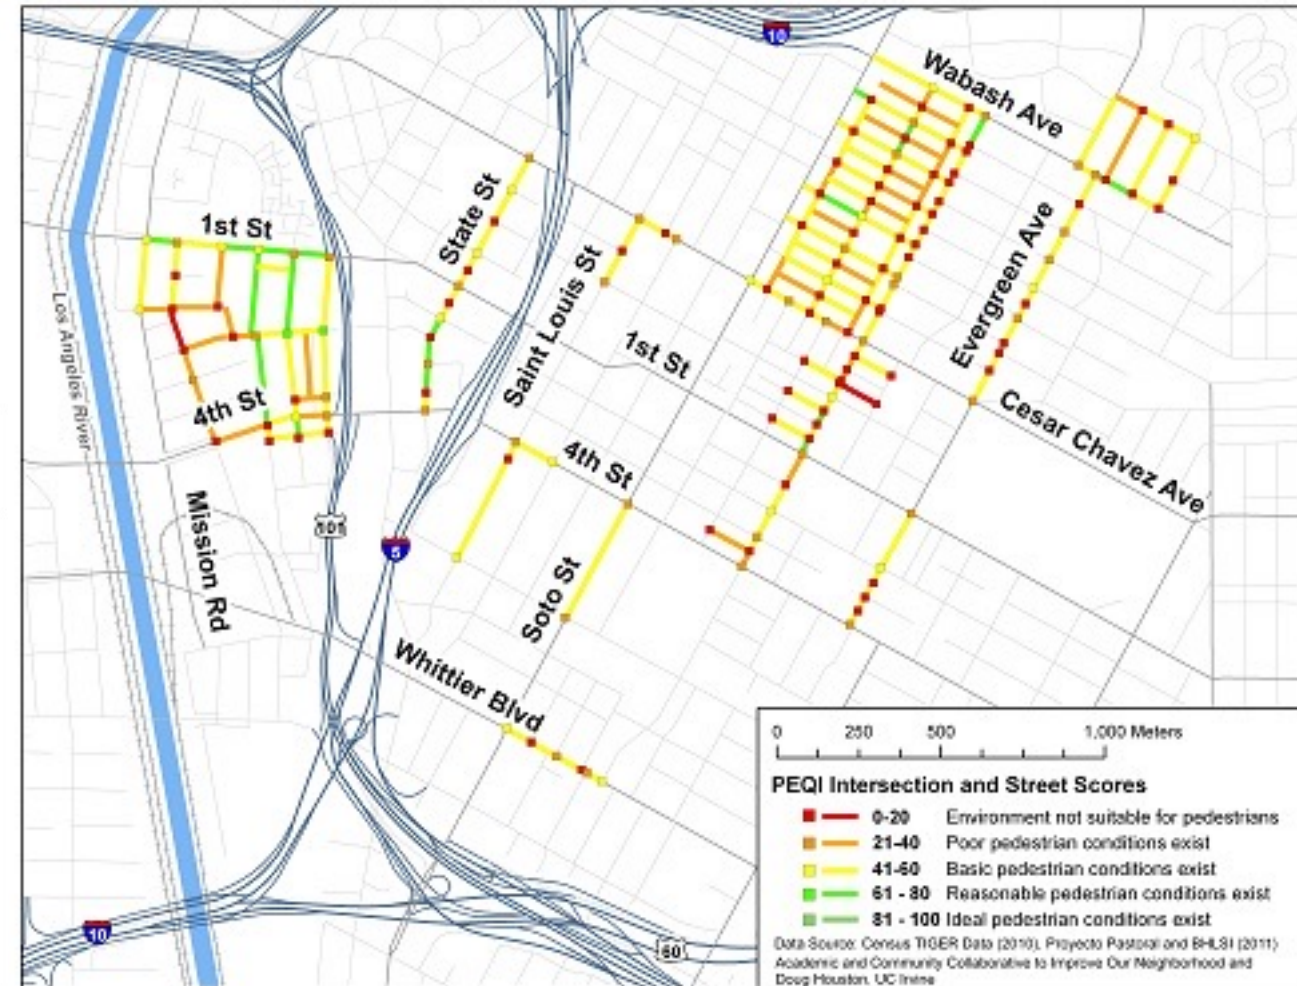 10
Wabash Ave
State St
1st St
Evergreen Ave
Saint Louis St
Los Angeles River
1st St
4th St
Cesar Chavez Ave
4th St
Mission Rd
101
5
Soto St
Whittier Blvd
0 250 500 1,000 Meters
PEQI Intersection and Street Scores
0-20 Environment not suitable for pedestrians
21-40 Poor pedestrian conditions exist
41-60 Basic pedestrian conditions exist
61 - 80 Reasonable pedestrian conditions exist
81 - 100 Ideal pedestrian conditions exist
10
60
Data Source: Census TIGER Data (2010), Proyecto Pastoral and BHLSI (2011)
Academic and Community Collaborative to Improve Our Neighborhood and
Doug Houston, UC Irvine